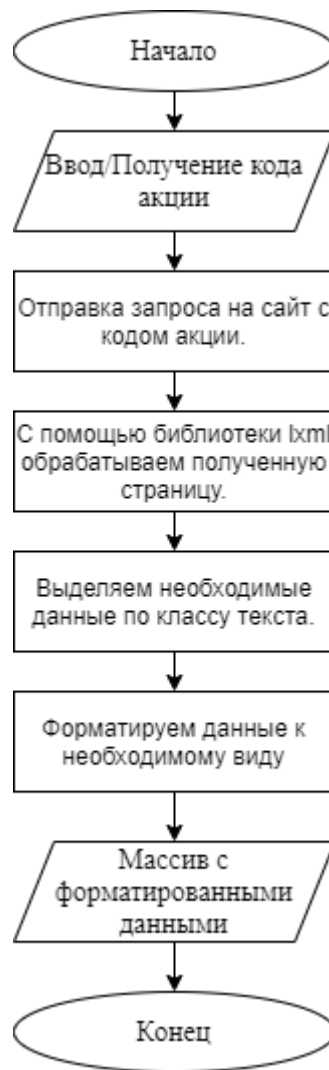 Начало
Ввод/Получение кода
акции
Отправка запроса на сайт с
кодом акции.
С помощью библиотеки lxml
обрабатываем полученную
страницу.
Выделяем необходимые
данные по классу текста.
Форматируем данные к
необходимому виду
Массив с
форматированными
данными
Конец